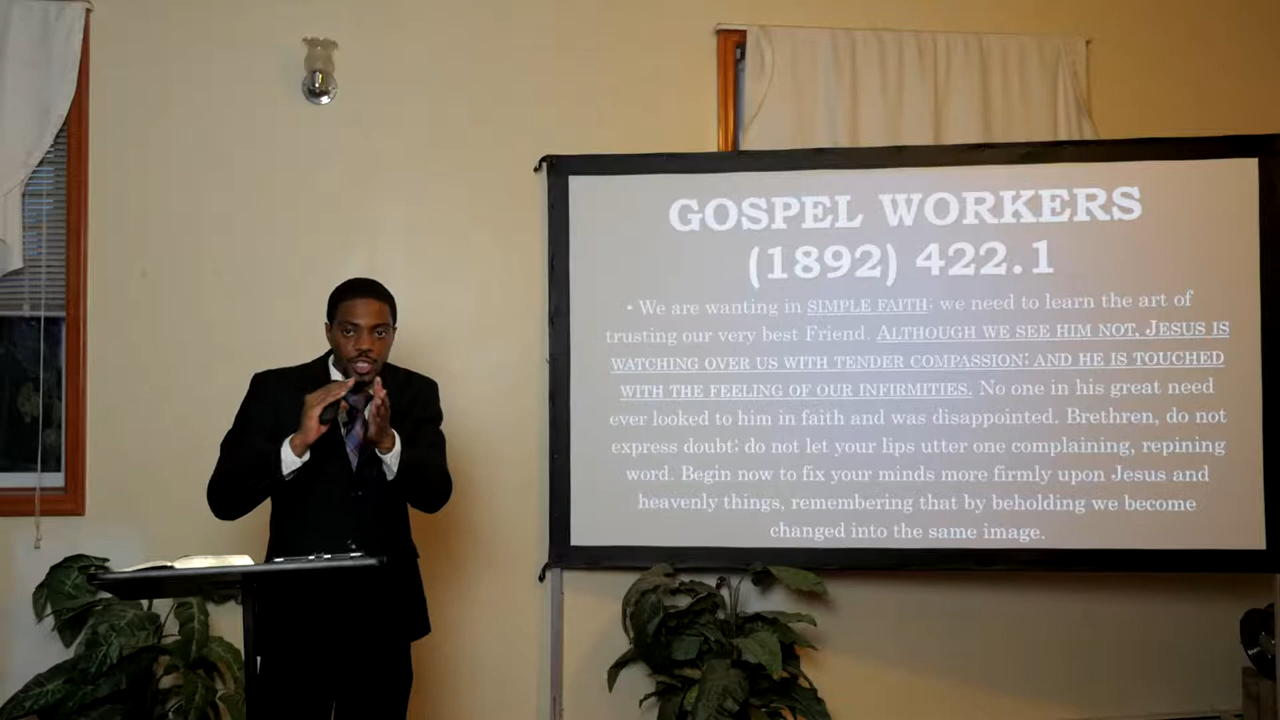 GOSPEL WORKERS
(1892) 422.1
• We are wanting in SIMPLE FAITH; we need to learn the art of
trusting our very best Friend. ALTHOUGH WE SEE HIM NOT, JESUS IS
WATCHING OVER US WITH TENDER COMPASSION; AND HE IS TOUCHED
WITH THE FEELING OF OUR INFIRMITIES. No one in his great need
ever looked to him in faith and was disappointed. Brethren, do not
express doubt; do not let your lips utter one complaining, repining
word. Begin now to fix your minds more firmly upon Jesus and
heavenly things, remembering that by beholding we become
changed into the same image.